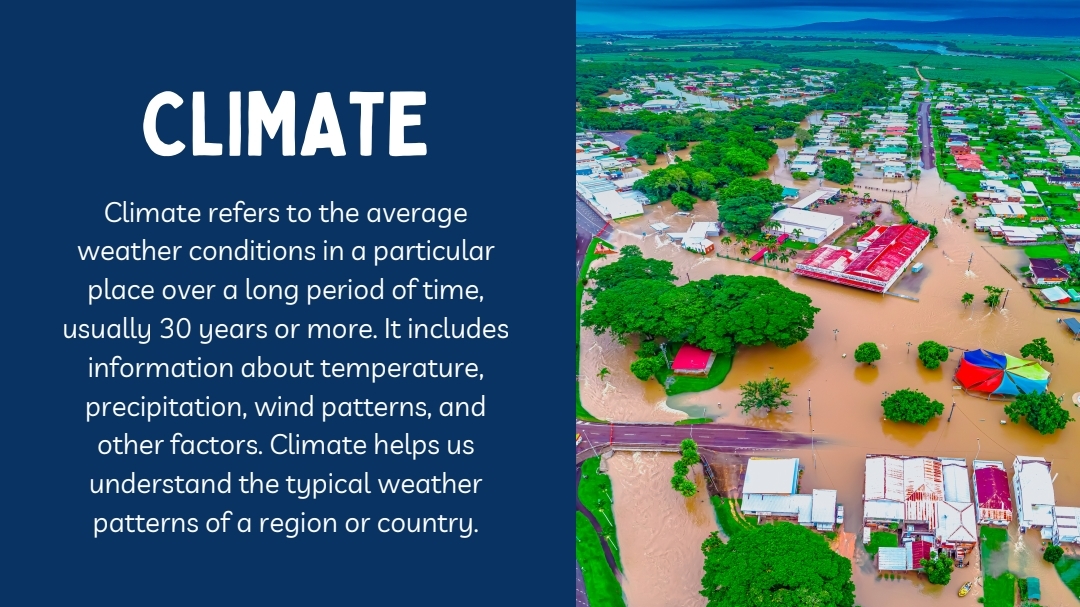 CLIMATE
Climate refers to the average
weather conditions in a particular
place over a long period of time,
usually 30 years or more. It includes
information about temperature,
precipitation, wind patterns, and
other factors. Climate helps us
understand the typical weather
patterns of a region or country.